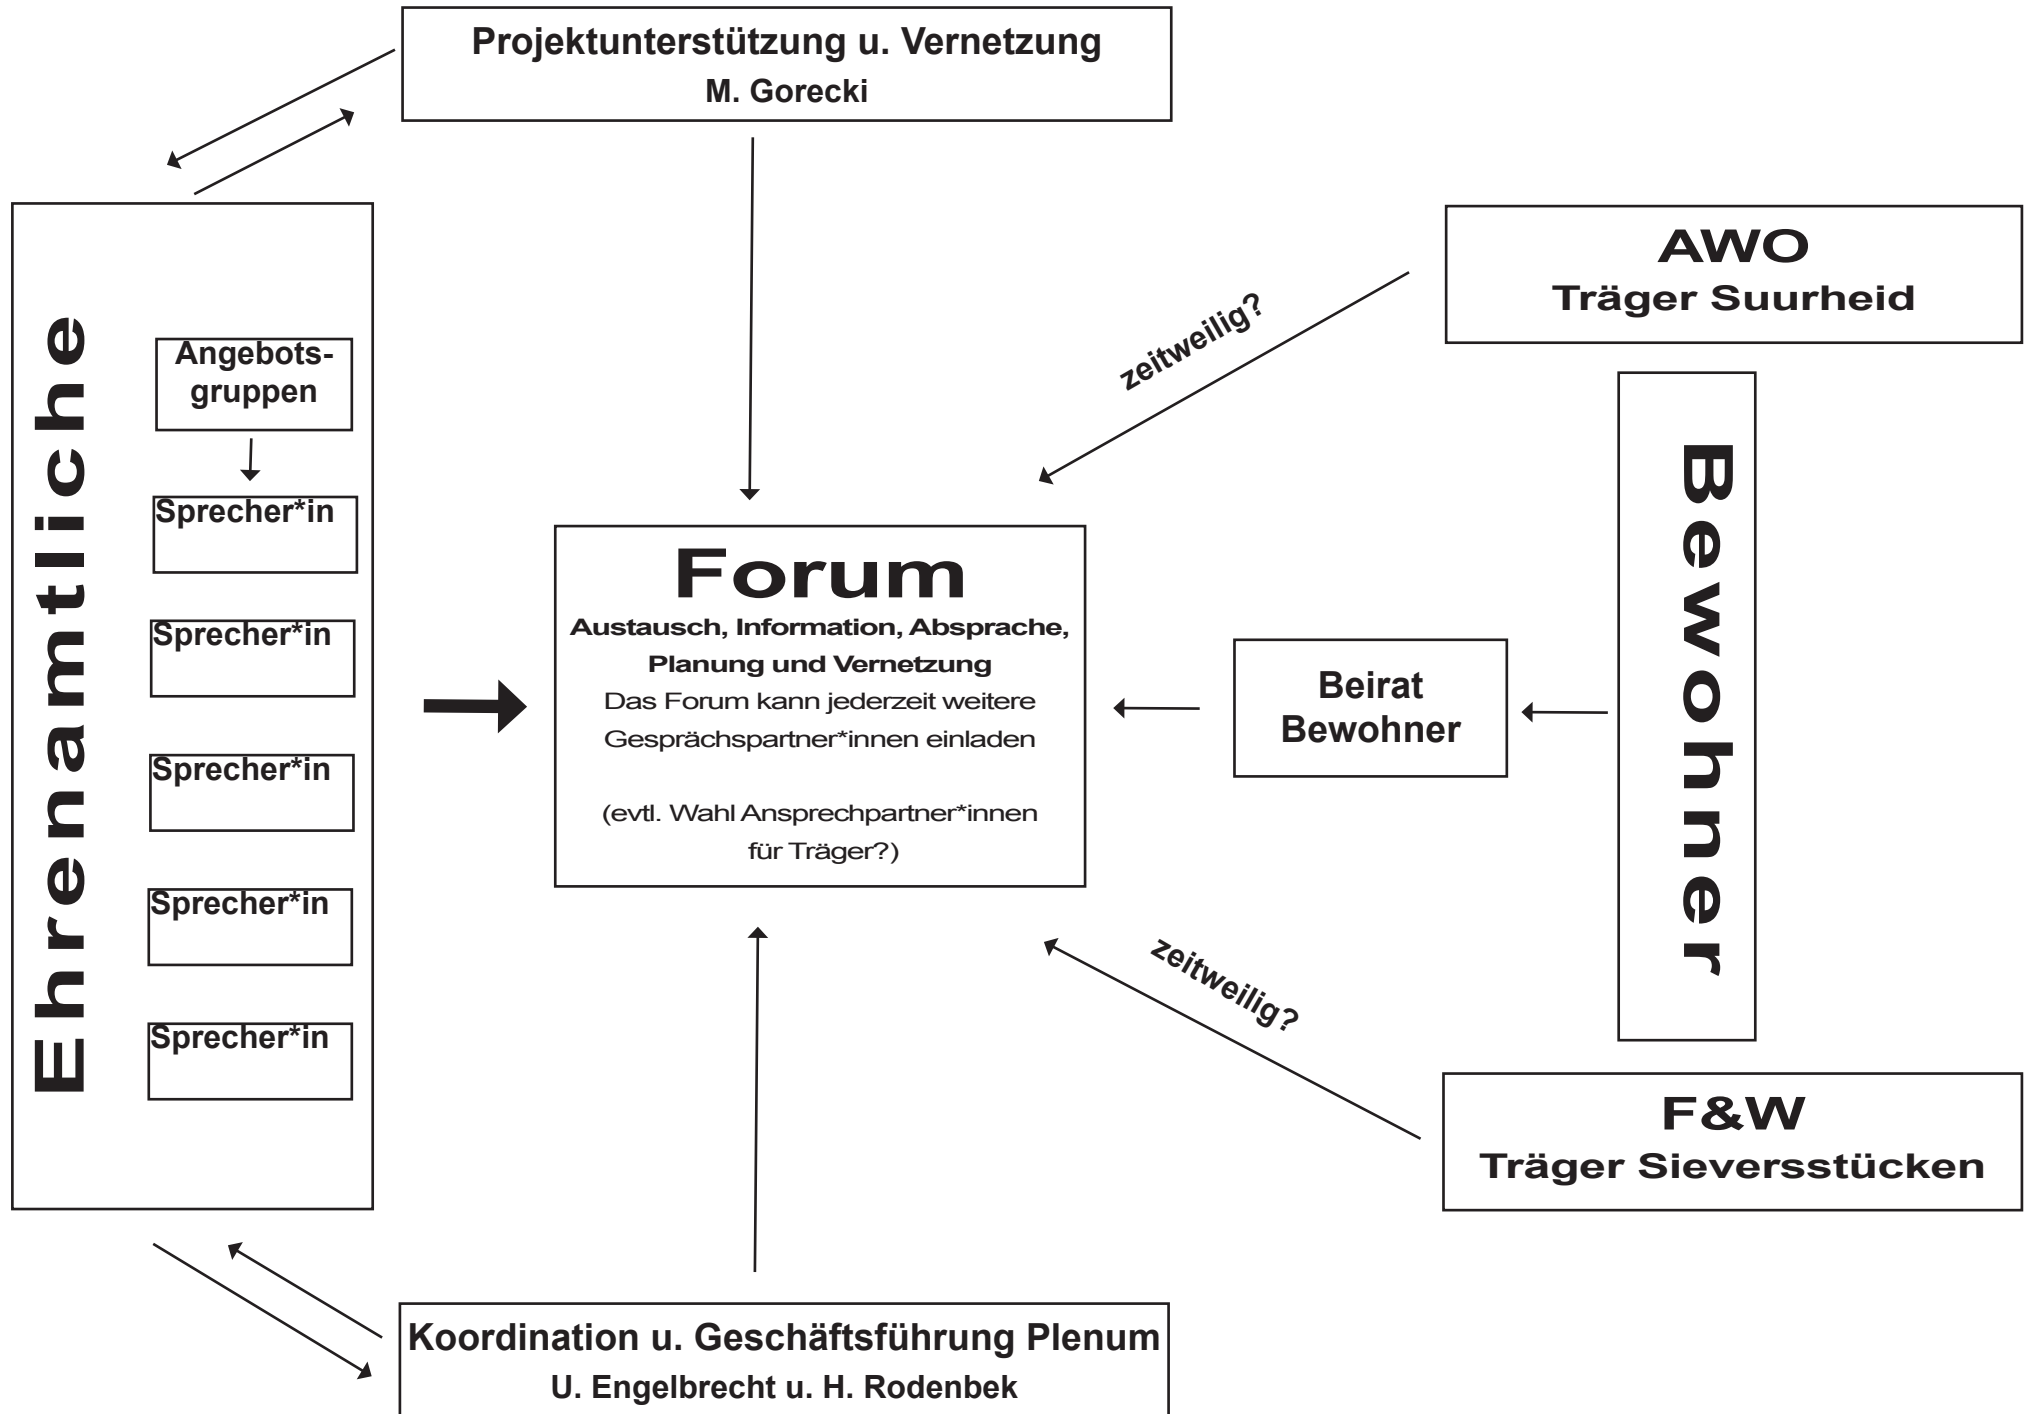 Projektunterstützung u. Vernetzung
M. Gorecki
Ehrenamtliche
Angebots-
gruppen
Sprecher*in
Sprecher*in
Sprecher*in
Sprecher*in
Sprecher*in
Forum
Austausch, Information, Absprache,
Planung und Vernetzung
Das Forum kann jederzeit weitere
Gesprächspartner*innen einladen
(evtl. Wahl Ansprechpartner*innen
für Träger?)
zeitweilig?
AWO
Träger Suurheid
Beirat
Bewohner
Bewohner
zeitweilig?
F&W
Träger Sieversstücken
Koordination u. Geschäftsführung Plenum
U. Engelbrecht u. H. Rodenbek